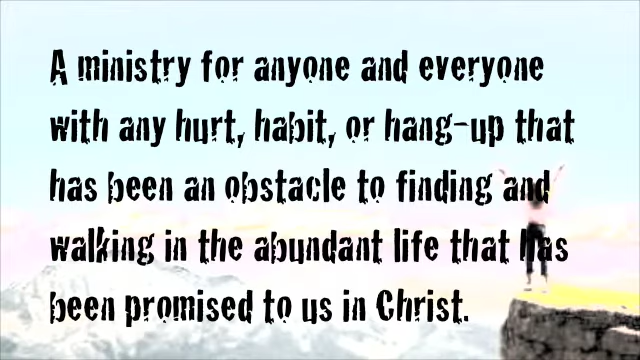 A ministry for anyone and everyone
with any hurt, habit, or hang-up that
has been an obstacle to finding and
walking in the abundant life that has
been promised to us in Christ.